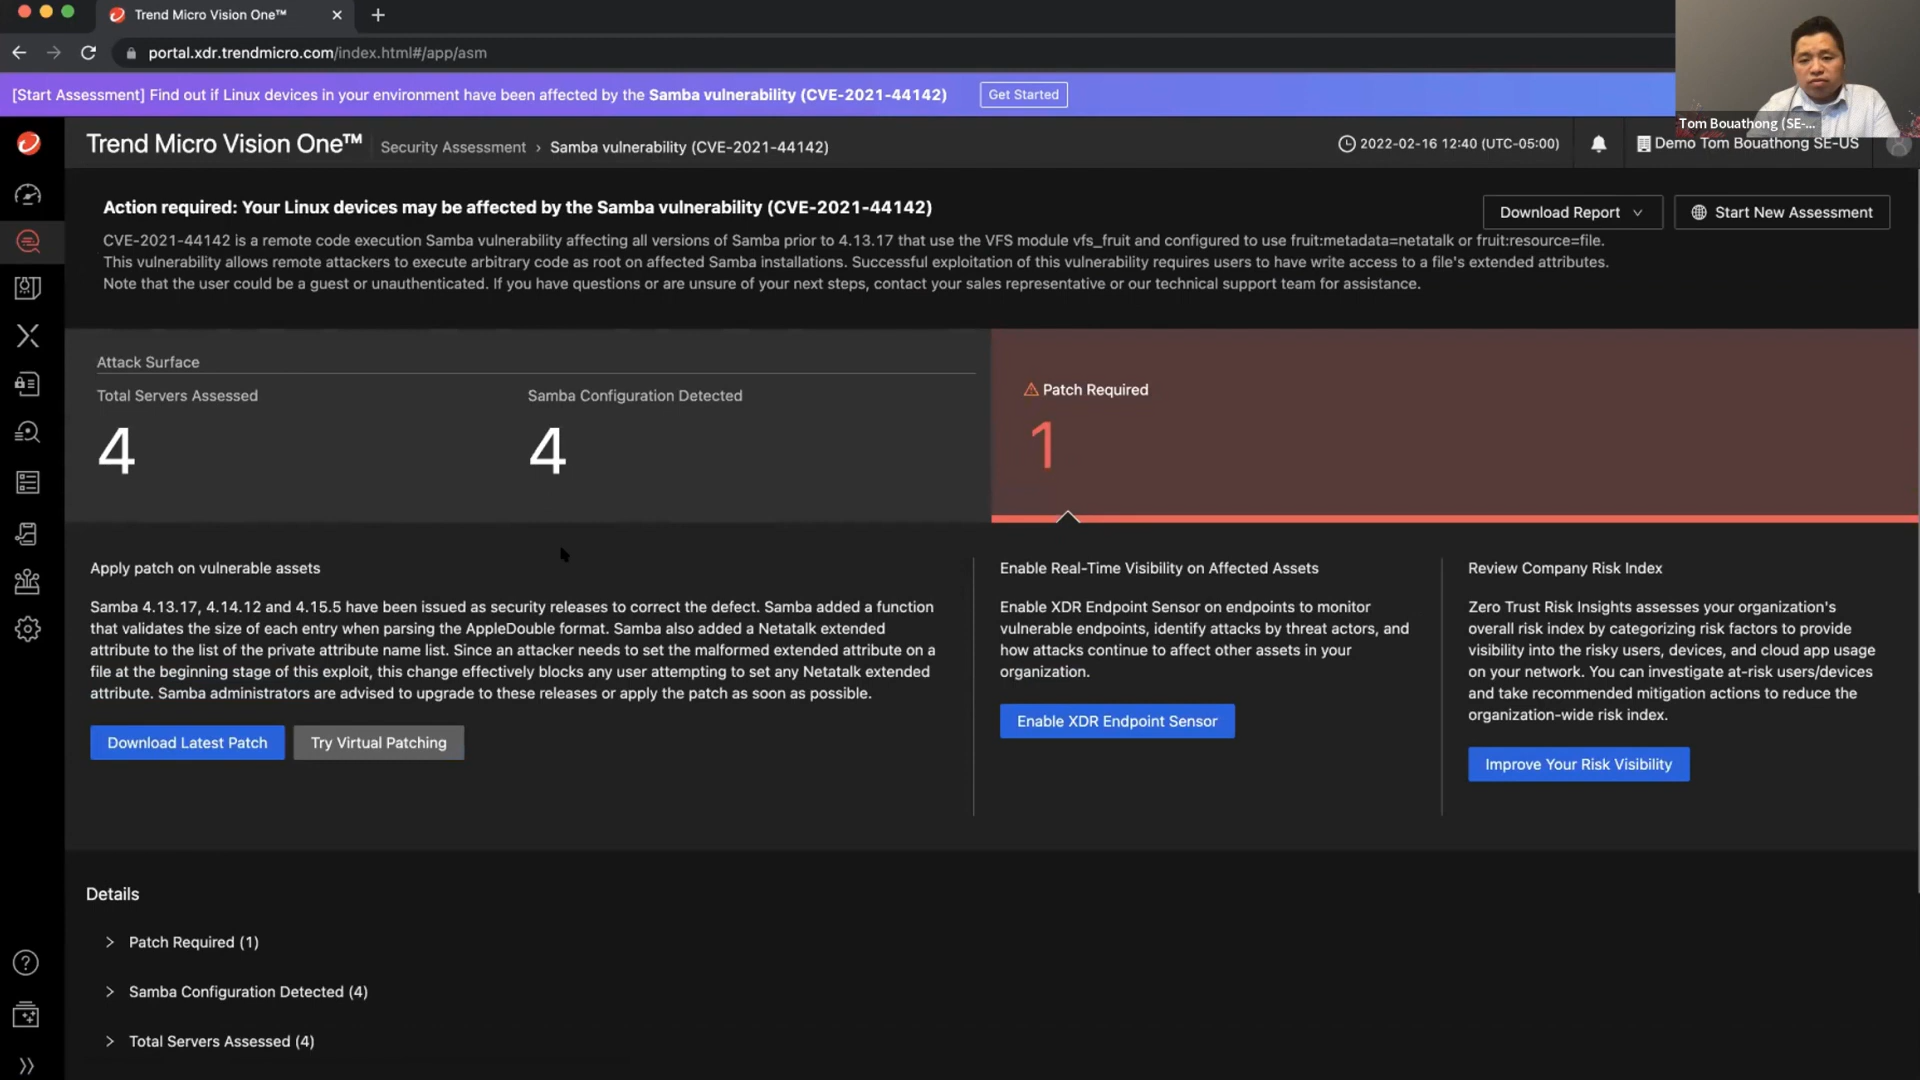 Trend Micro Vision One™
portal.xdr.trendmicro.com/index.html#/app/asm
[Start Assessment] Find out if Linux devices in your environment have been affected by the Samba vulnerability (CVE-2021-44142)
Get Started
Tom Bouathong (SE-...
Trend Micro Vision One™
Security Assessment › Samba vulnerability (CVE-2021-44142)
2022-02-16 12:40 (UTC-05:00)
Demo Tom Bouathong SE-US
Action required: Your Linux devices may be affected by the Samba vulnerability (CVE-2021-44142)
Download Report
Start New Assessment
CVE-2021-44142 is a remote code execution Samba vulnerability affecting all versions of Samba prior to 4.13.17 that use the VFS module vfs_fruit and configured to use fruit:metadata=netatalk or fruit:resource=file.
This vulnerability allows remote attackers to execute arbitrary code as root on affected Samba installations. Successful exploitation of this vulnerability requires users to have write access to a file's extended attributes.
Note that the user could be a guest or unauthenticated. If you have questions or are unsure of your next steps, contact your sales representative or our technical support team for assistance.
Attack Surface
Total Servers Assessed
4
Samba Configuration Detected
4
Patch Required
1
Apply patch on vulnerable assets
Samba 4.13.17, 4.14.12 and 4.15.5 have been issued as security releases to correct the defect. Samba added a function
that validates the size of each entry when parsing the AppleDouble format. Samba also added a Netatalk extended
attribute to the list of the private attribute name list. Since an attacker needs to set the malformed extended attribute on a
file at the beginning stage of this exploit, this change effectively blocks any user attempting to set any Netatalk extended
attribute. Samba administrators are advised to upgrade to these releases or apply the patch as soon as possible.
Download Latest Patch
Try Virtual Patching
Enable Real-Time Visibility on Affected Assets
Enable XDR Endpoint Sensor on endpoints to monitor
vulnerable endpoints, identify attacks by threat actors, and
how attacks continue to affect other assets in your
organization.
Enable XDR Endpoint Sensor
Review Company Risk Index
Zero Trust Risk Insights assesses your organization's
overall risk index by categorizing risk factors to provide
visibility into the risky users, devices, and cloud app usage
on your network. You can investigate at-risk users/devices
and take recommended mitigation actions to reduce the
organization-wide risk index.
Improve Your Risk Visibility
Details
Patch Required (1)
Samba Configuration Detected (4)
Total Servers Assessed (4)